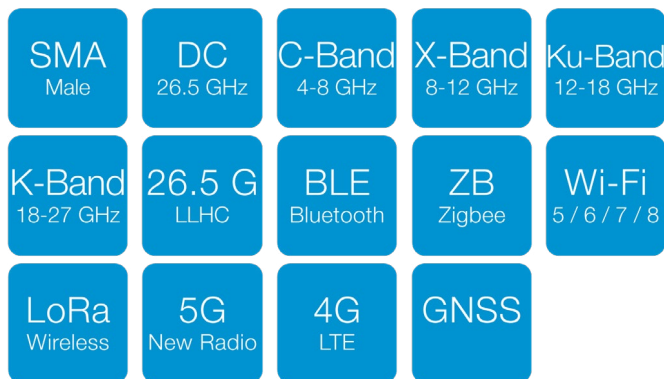 SMA
Male
DC
26.5 GHz
C-Band
4-8 GHz
X-Band
8-12 GHz
Ku-Band
12-18 GHz
K-Band
18-27 GHz
26.5 G
LLHC
BLE
Bluetooth
ZB
Zigbee
Wi-Fi
5 / 6 / 7 / 8
LoRa
Wireless
5G
New Radio
4G
LTE
GNSS